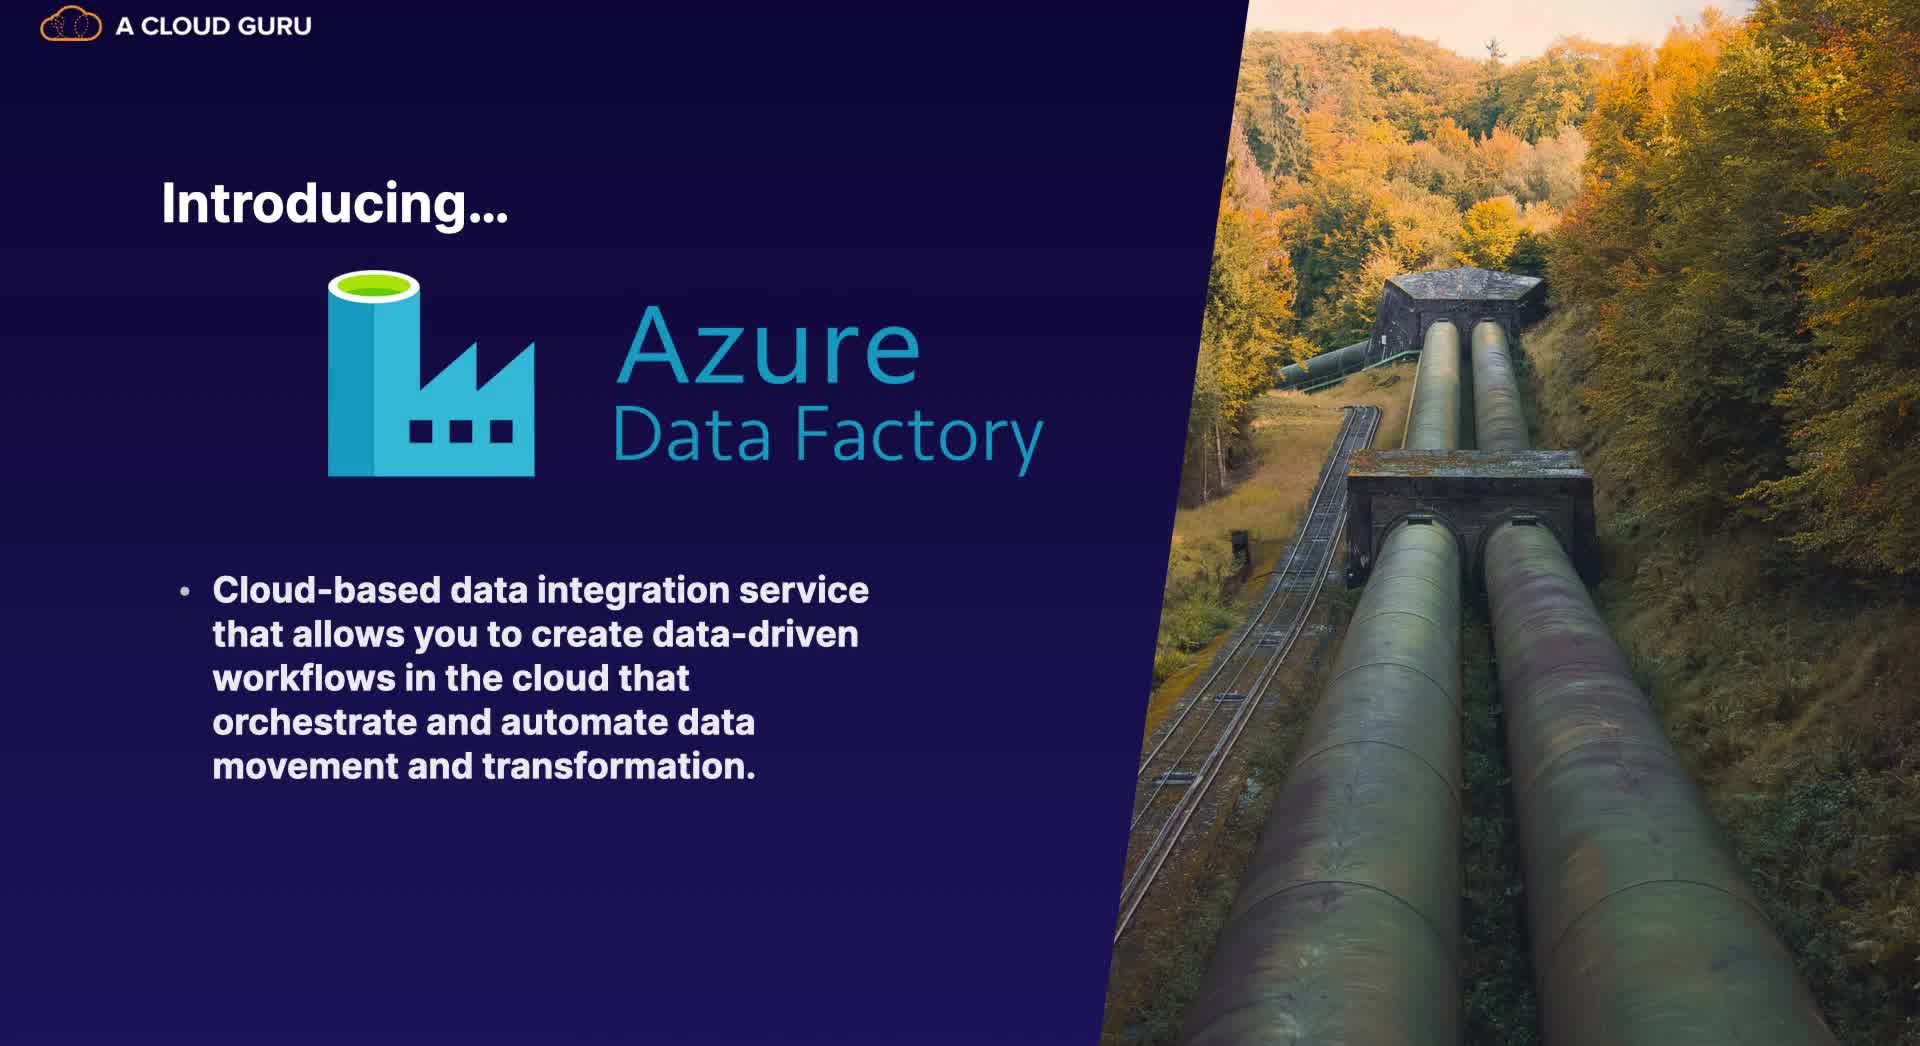 A CLOUD GURU
Introducing...
Azure
Data Factory
• Cloud-based data integration service
that allows you to create data-driven
workflows in the cloud that
orchestrate and automate data
movement and transformation.